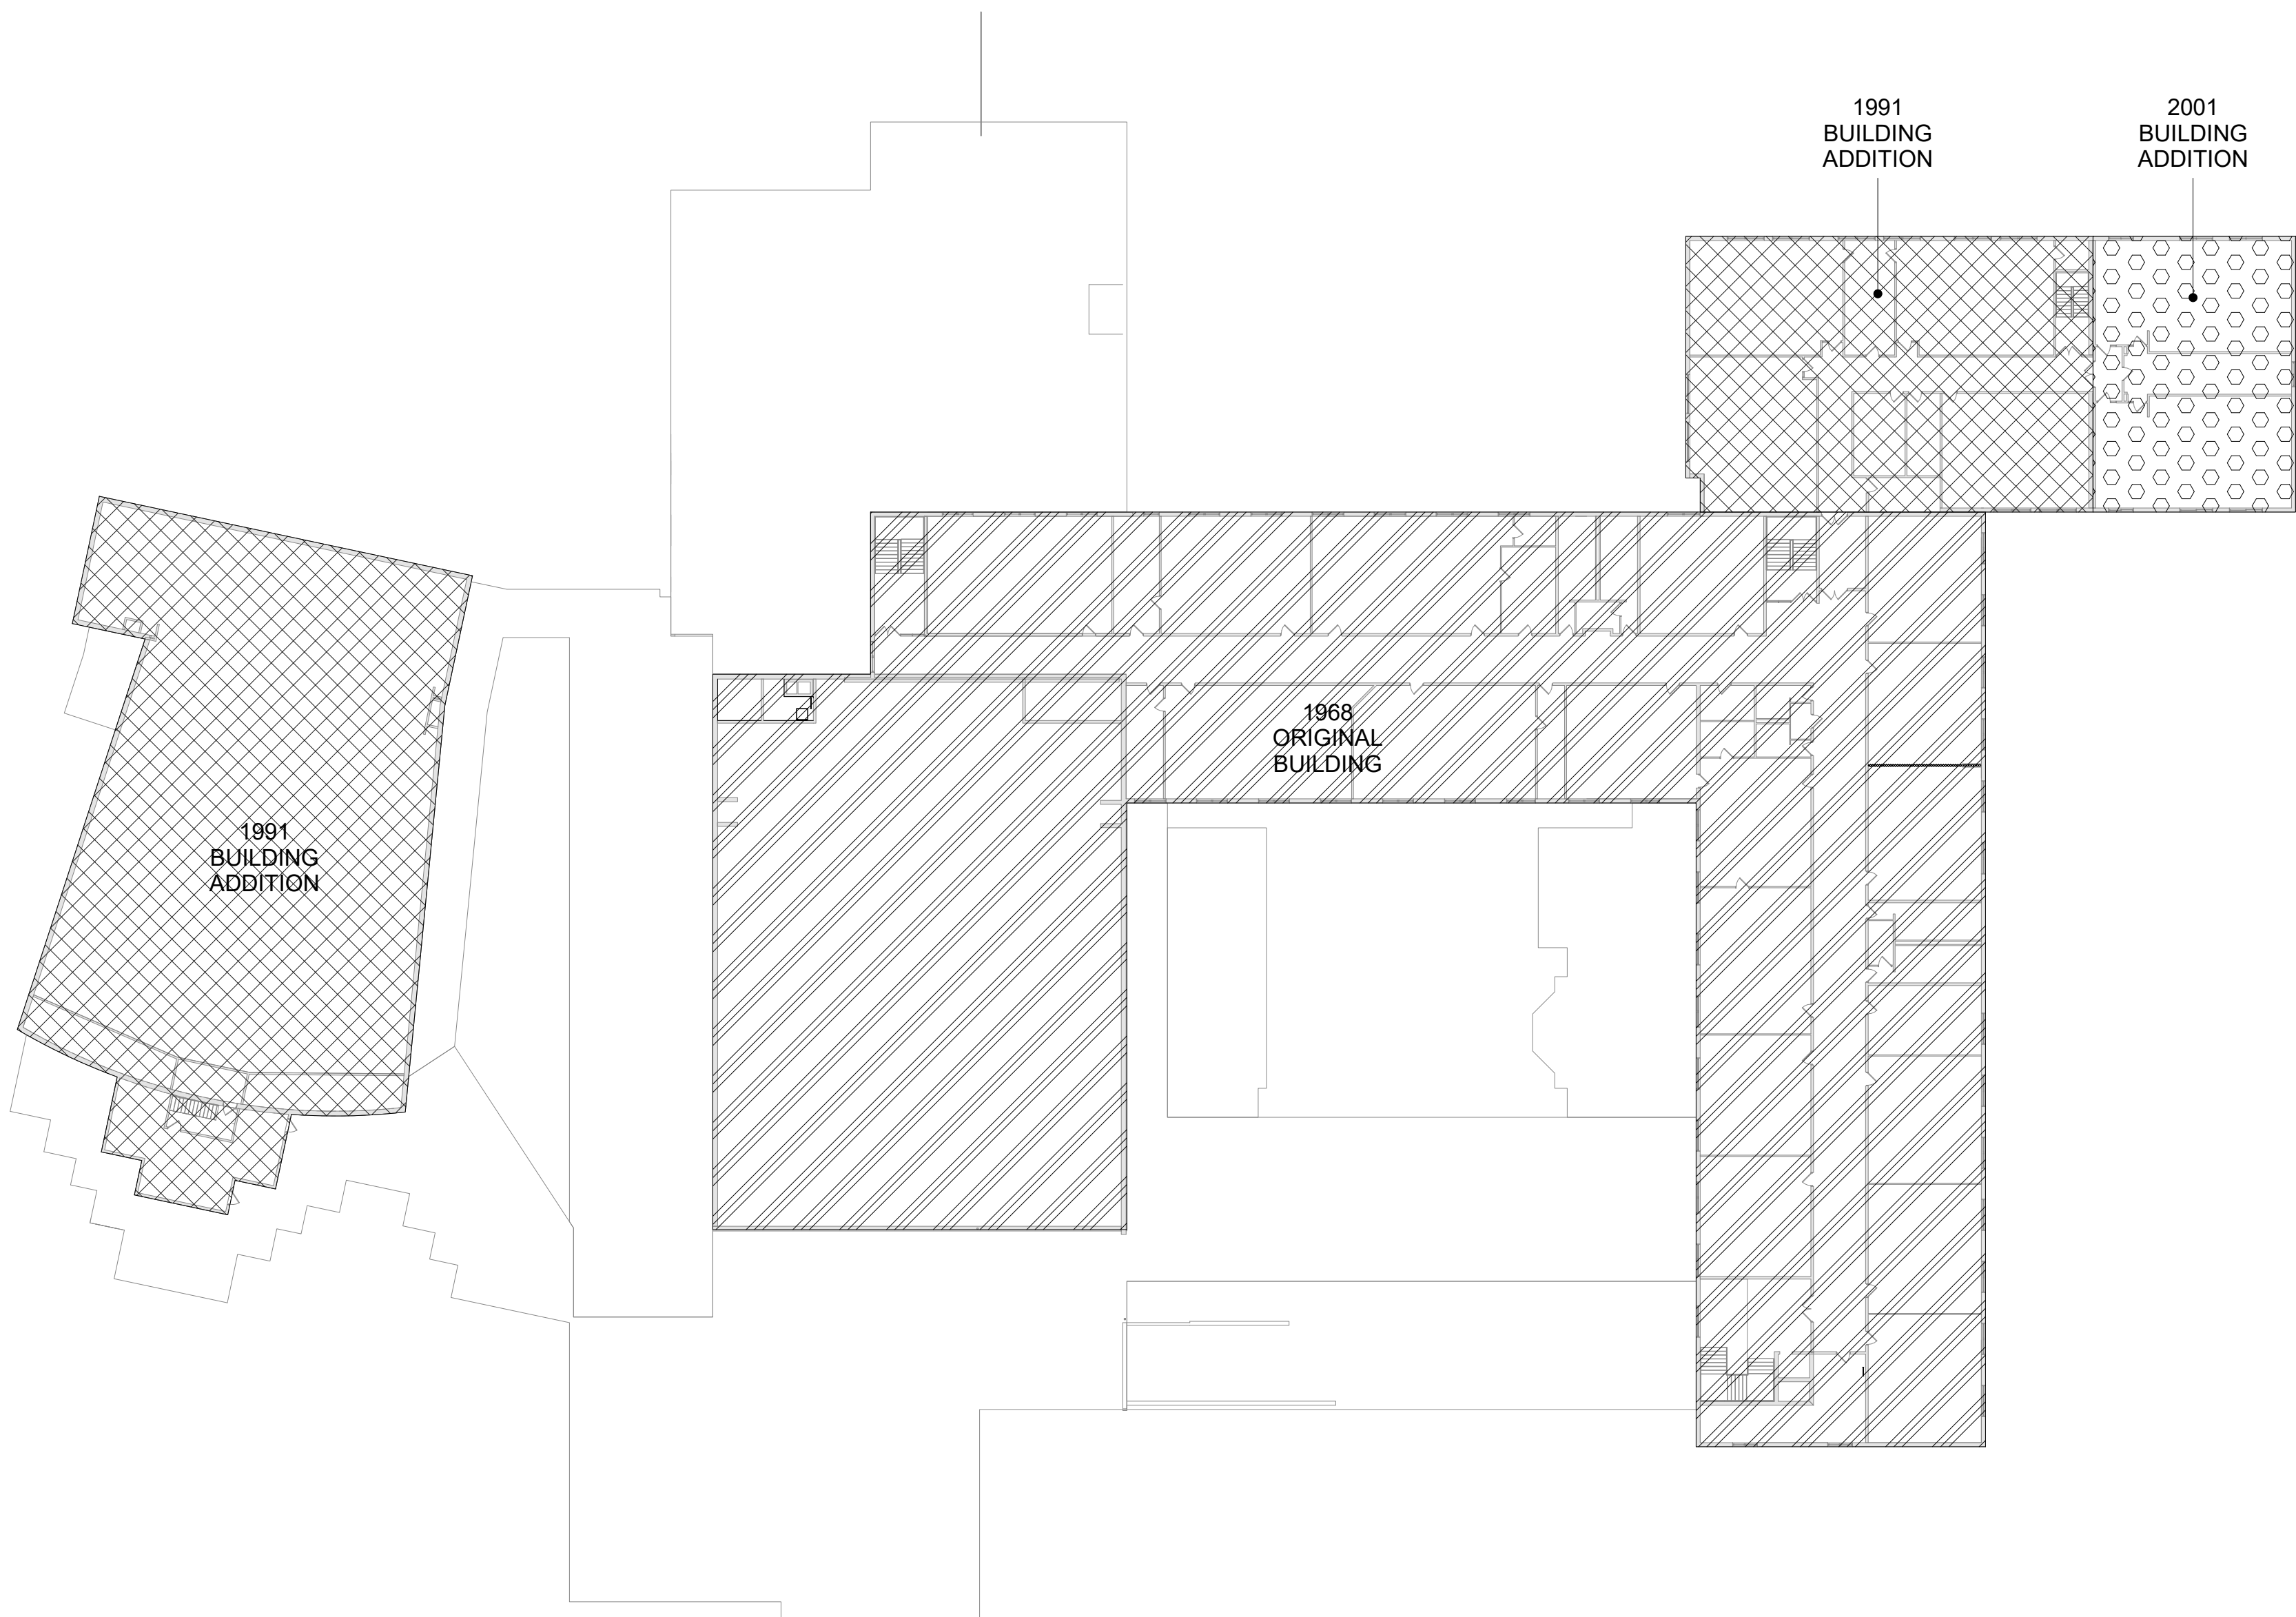 1991
BUILDING
ADDITION
2001
BUILDING
ADDITION
1968
ORIGINAL
BUILDING
1991
BUILDING
ADDITION